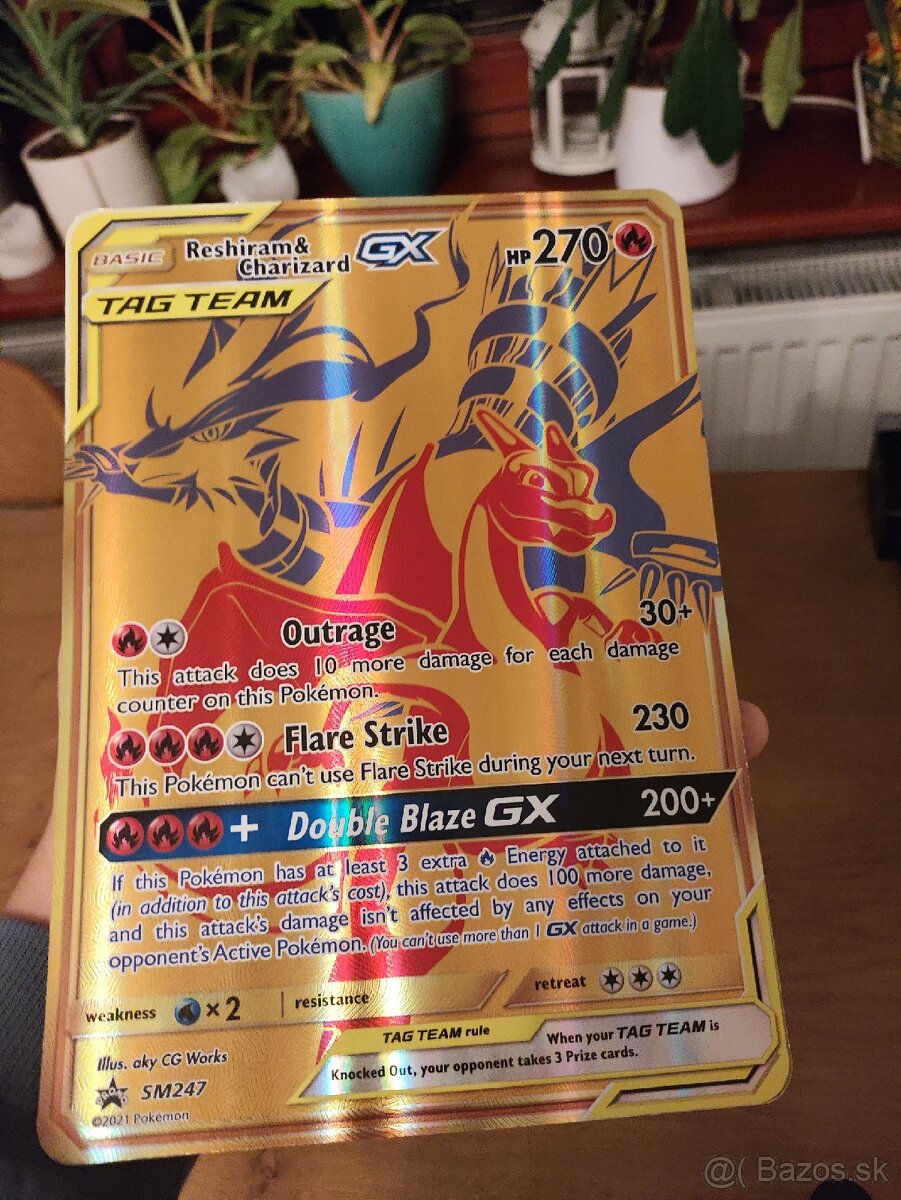 BASIC
Reshiram &
Charizard GX
HP 270
TAG TEAM
Outrage 30+
This attack does 10 more damage for each damage
counter on this Pokémon.
Flare Strike 230
This Pokémon can't use Flare Strike during your next turn.
+ Double Blaze GX 200+
If this Pokémon has at least 3 extra Energy attached to it
(in addition to this attack's cost), this attack does 100 more damage,
and this attack's damage isn't affected by any effects on your
opponent's Active Pokémon. (You can't use more than 1 GX attack in a game.)
weakness ×2 resistance retreat
TAG TEAM rule When your TAG TEAM is
Knocked Out, your opponent takes 3 Prize cards.
Illus. aky CG Works
PROMO SM247
©2021 Pokémon
@( Bazos.sk